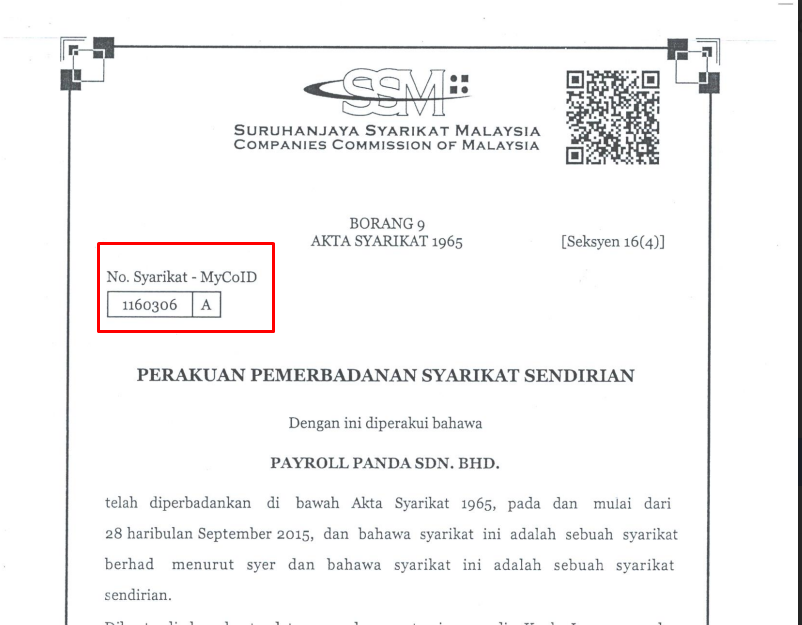 SSM
SURUHANJAYA SYARIKAT MALAYSIA
COMPANIES COMMISSION OF MALAYSIA
BORANG 9
AKTA SYARIKAT 1965 [Seksyen 16(4)]
No. Syarikat - MyCoID
1160306 A
PERAKUAN PEMERBADANAN SYARIKAT SENDIRIAN
Dengan ini diperakui bahawa
PAYROLL PANDA SDN. BHD.
telah diperbadankan di bawah Akta Syarikat 1965, pada dan mulai dari
28 haribulan September 2015, dan bahawa syarikat ini adalah sebuah syarikat
berhad menurut syer dan bahawa syarikat ini adalah sebuah syarikat
sendirian.